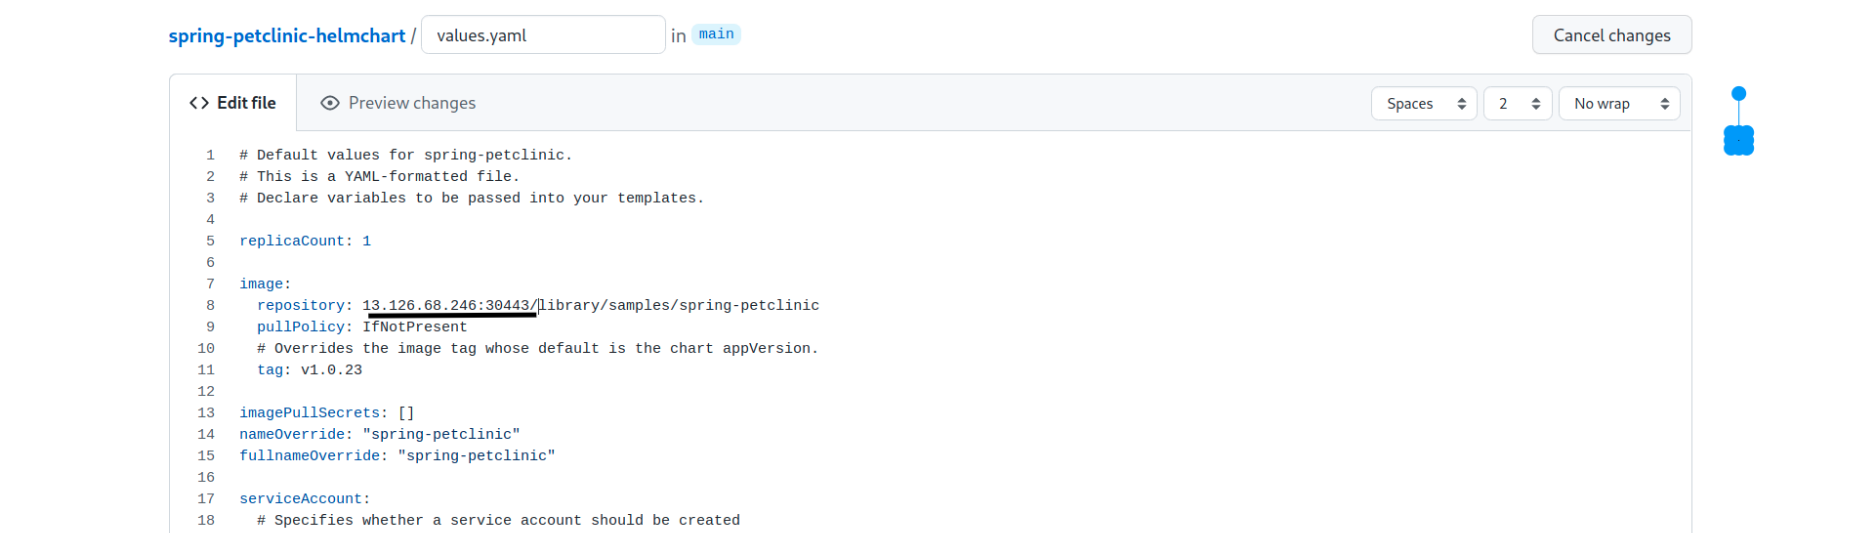 spring-petclinic-helmchart / values.yaml in main Cancel changes
Edit file Preview changes Spaces 2 No wrap
1 # Default values for spring-petclinic.
2 # This is a YAML-formatted file.
3 # Declare variables to be passed into your templates.
4
5 replicaCount: 1
6
7 image:
8   repository: 13.126.68.246:30443/library/samples/spring-petclinic
9   pullPolicy: IfNotPresent
10   # Overrides the image tag whose default is the chart appVersion.
11   tag: v1.0.23
12
13 imagePullSecrets: []
14 nameOverride: "spring-petclinic"
15 fullnameOverride: "spring-petclinic"
16
17 serviceAccount:
18   # Specifies whether a service account should be created